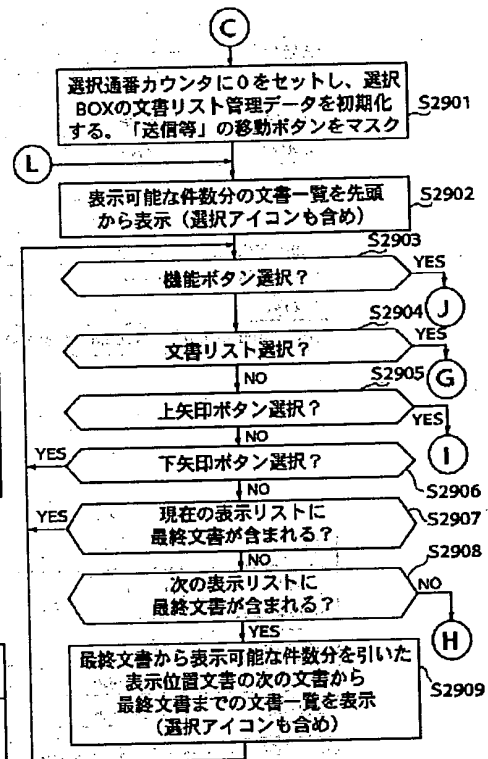 C
選択通番カウンタに0をセットし、選択
BOXの文書リスト管理データを初期化
する。「送信等」の移動ボタンをマスク
S2901
L
表示可能な件数分の文書一覧を先頭
から表示（選択アイコンも含め）
S2902
S2903
機能ボタン選択？
YES
J
S2904
文書リスト選択？
YES
G
NO
S2905
上矢印ボタン選択？
YES
I
NO
YES
下矢印ボタン選択？
S2906
NO
YES
現在の表示リストに
最終文書が含まれる？
S2907
NO
S2908
次の表示リストに
最終文書が含まれる？
NO
H
YES
最終文書から表示可能な件数分を引いた
表示位置文書の次の文書から
最終文書までの文書一覧を表示
（選択アイコンも含め）
S2909